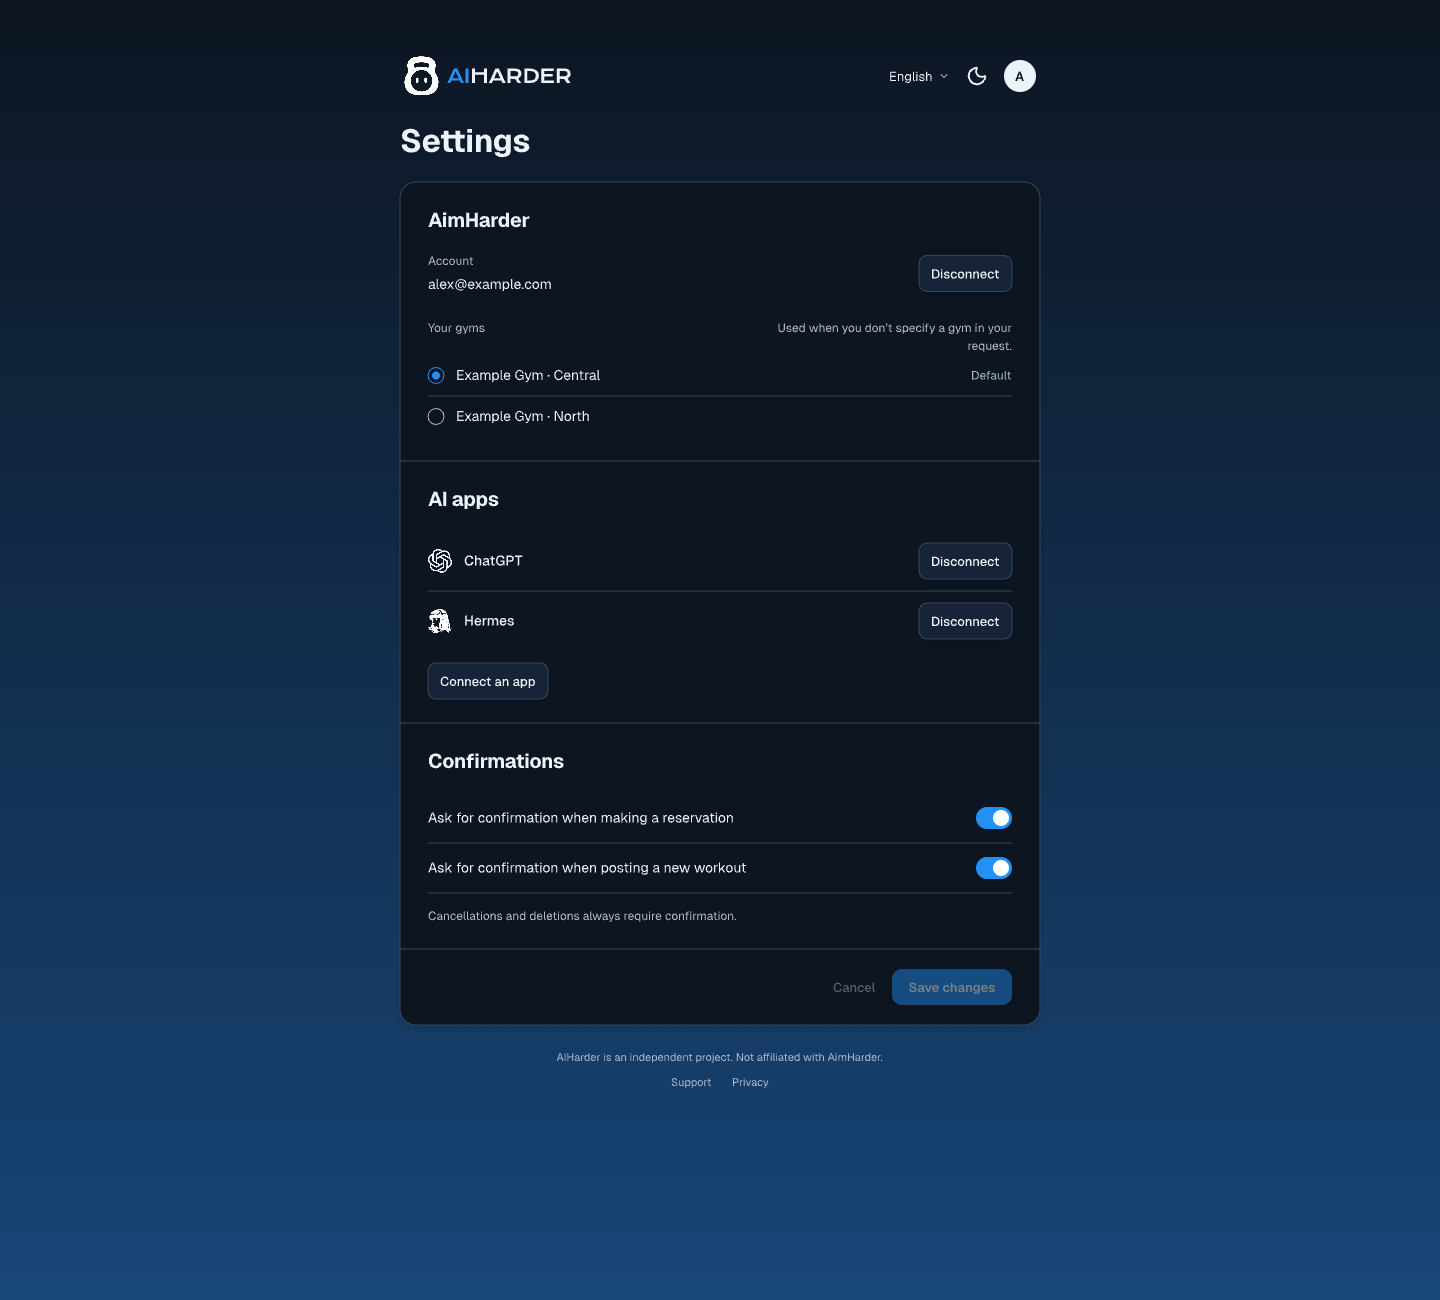 AIHARDER
English
A
Settings
AimHarder
Account
alex@example.com
Disconnect
Your gyms
Used when you don't specify a gym in your
request.
Example Gym · Central
Default
Example Gym · North
AI apps
ChatGPT
Disconnect
Hermes
Disconnect
Connect an app
Confirmations
Ask for confirmation when making a reservation
Ask for confirmation when posting a new workout
Cancellations and deletions always require confirmation.
Cancel
Save changes
AIHarder is an independent project. Not affiliated with AimHarder.
Support
Privacy